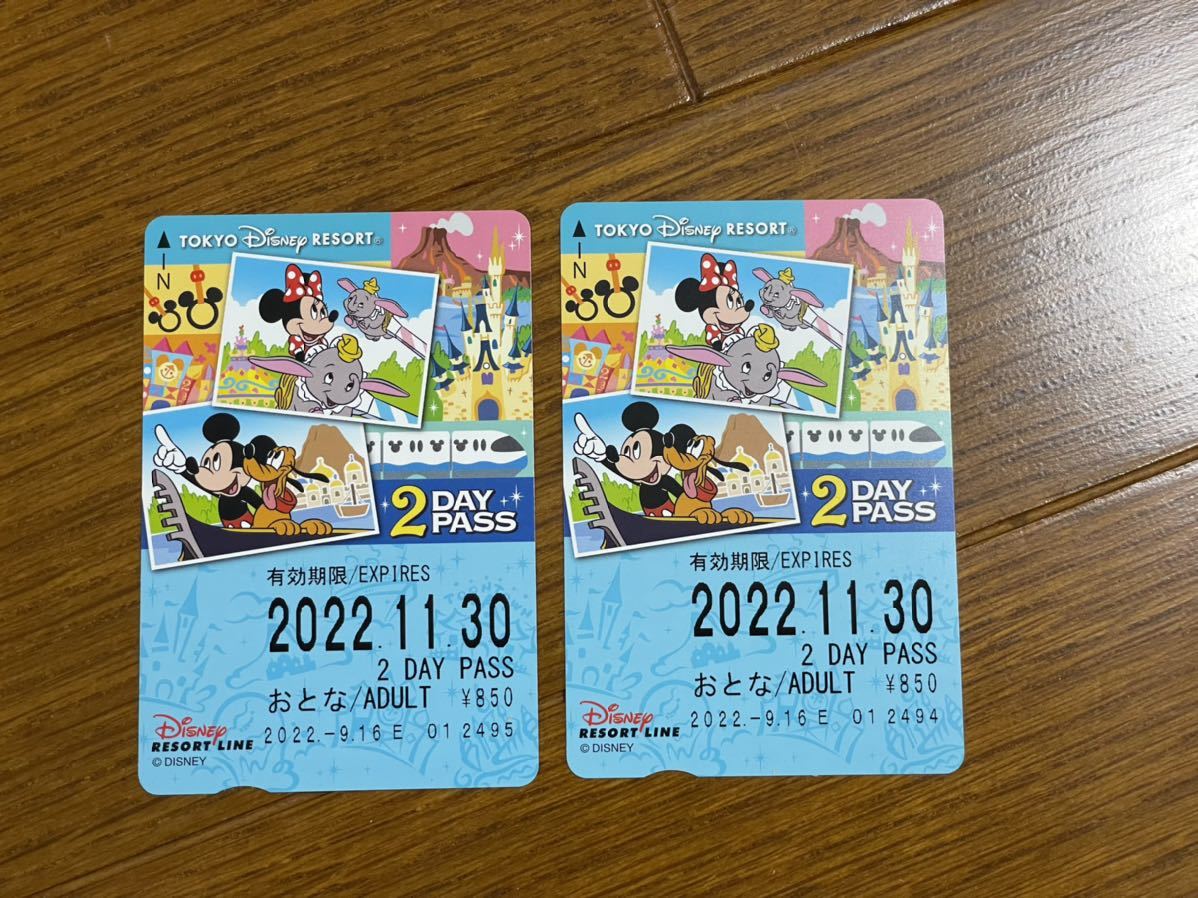 IN
TOKYO Disney RESORT
2 DAY PASS
有効期限/EXPIRES
2022.11.30
2 DAY PASS
おとな/ADULT ¥850
2022.-9.16 E 01 2495
Disney
RESORT LINE
© DISNEY
IN
TOKYO Disney RESORT
2 DAY PASS
有効期限/EXPIRES
2022.11.30
2 DAY PASS
おとな/ADULT ¥850
2022.-9.16 E 01 2494
Disney
RESORT LINE
© DISNEY